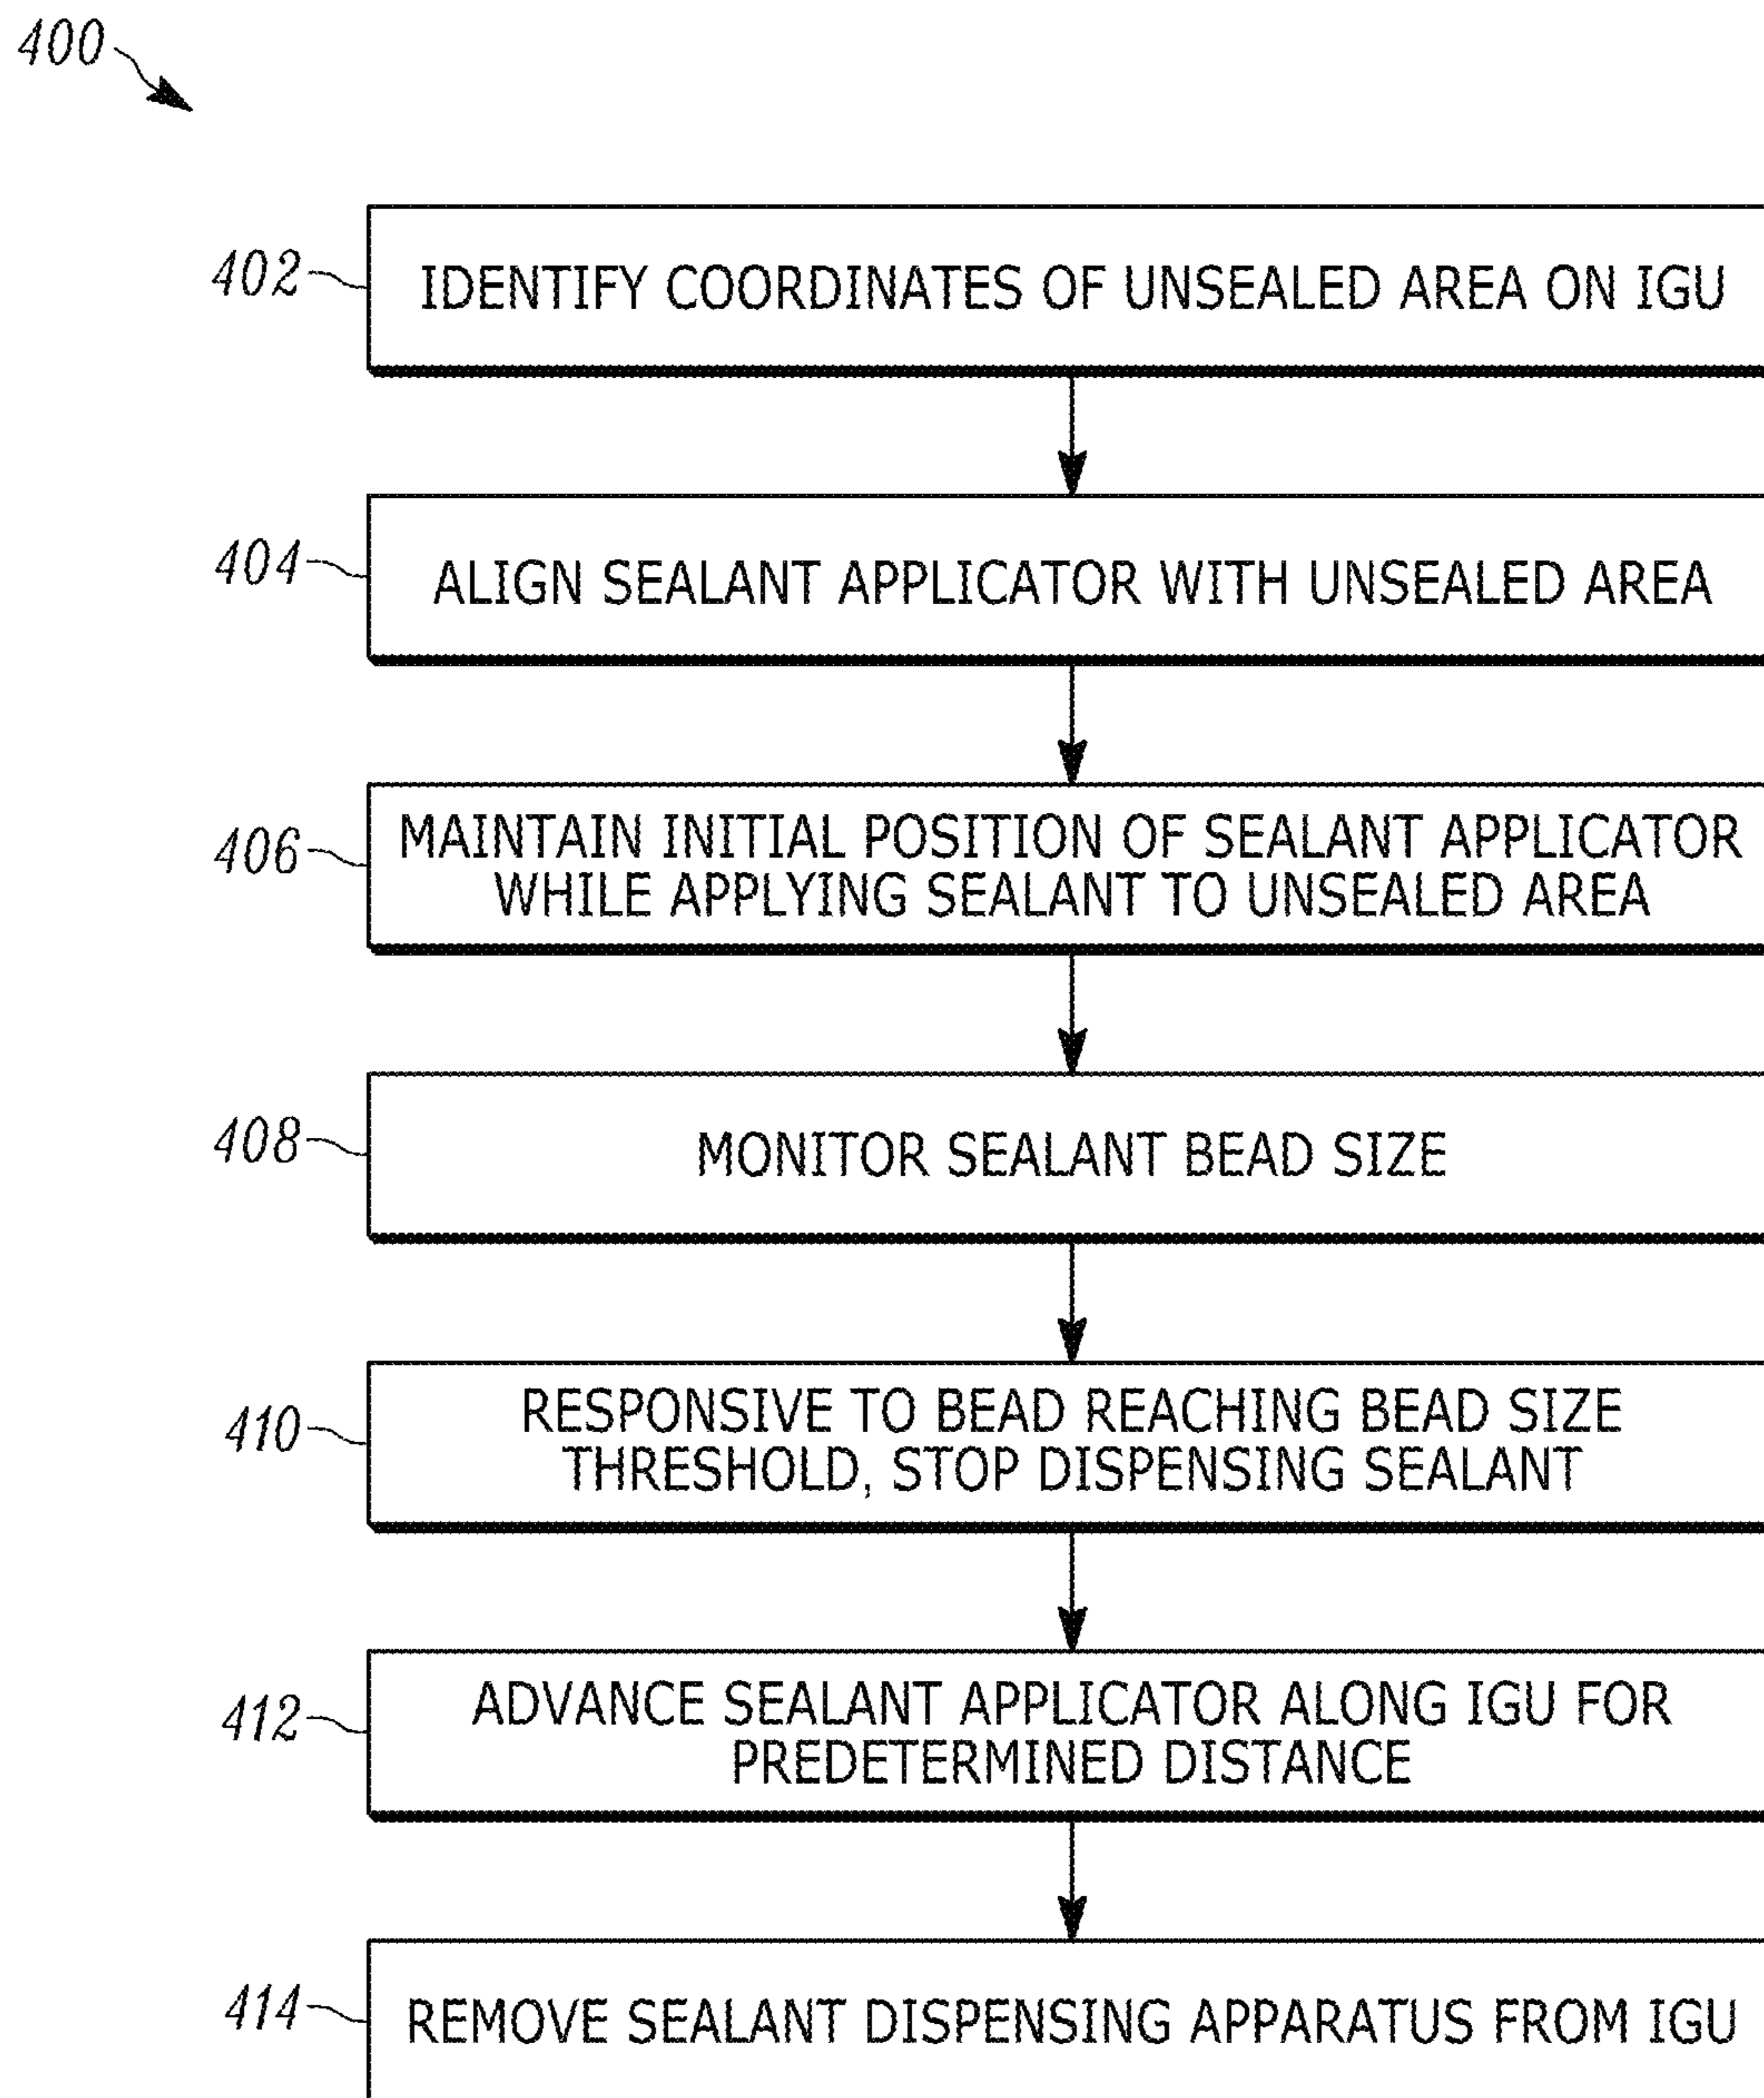 400
402
IDENTIFY COORDINATES OF UNSEALED AREA ON IGU
404
ALIGN SEALANT APPLICATOR WITH UNSEALED AREA
406
MAINTAIN INITIAL POSITION OF SEALANT APPLICATOR
WHILE APPLYING SEALANT TO UNSEALED AREA
408
MONITOR SEALANT BEAD SIZE
410
RESPONSIVE TO BEAD REACHING BEAD SIZE
THRESHOLD, STOP DISPENSING SEALANT
412
ADVANCE SEALANT APPLICATOR ALONG IGU FOR
PREDETERMINED DISTANCE
414
REMOVE SEALANT DISPENSING APPARATUS FROM IGU